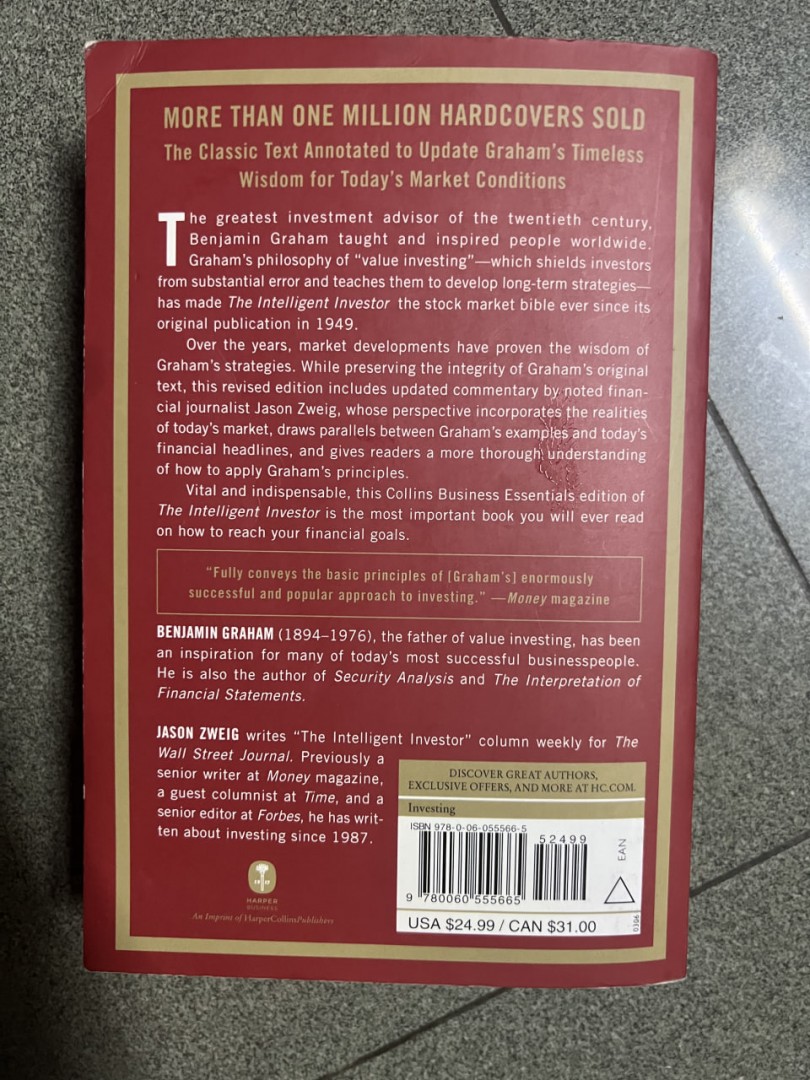 MORE THAN ONE MILLION HARDCOVERS SOLD
The Classic Text Annotated to Update Graham's Timeless
Wisdom for Today's Market Conditions
The greatest investment advisor of the twentieth century,
Benjamin Graham taught and inspired people worldwide.
Graham's philosophy of "value investing"—which shields investors
from substantial error and teaches them to develop long-term strategies—
has made The Intelligent Investor the stock market bible ever since its
original publication in 1949.
Over the years, market developments have proven the wisdom of
Graham's strategies. While preserving the integrity of Graham's original
text, this revised edition includes updated commentary by noted finan-
cial journalist Jason Zweig, whose perspective incorporates the realities
of today's market, draws parallels between Graham's examples and today's
financial headlines, and gives readers a more thorough understanding
of how to apply Graham's principles.
Vital and indispensable, this Collins Business Essentials edition of
The Intelligent Investor is the most important book you will ever read
on how to reach your financial goals.
"Fully conveys the basic principles of [Graham's] enormously
successful and popular approach to investing." —Money magazine
BENJAMIN GRAHAM (1894–1976), the father of value investing, has been
an inspiration for many of today's most successful businesspeople.
He is also the author of Security Analysis and The Interpretation of
Financial Statements.
JASON ZWEIG writes "The Intelligent Investor" column weekly for The
Wall Street Journal. Previously a
senior writer at Money magazine,
a guest columnist at Time, and a
senior editor at Forbes, he has writ-
ten about investing since 1987.
HARPER
BUSINESS
An Imprint of HarperCollinsPublishers
DISCOVER GREAT AUTHORS,
EXCLUSIVE OFFERS, AND MORE AT HC.COM.
Investing
ISBN 978-0-06-055566-5
52499
9 780060 555665
EAN
USA $24.99 / CAN $31.00
0306